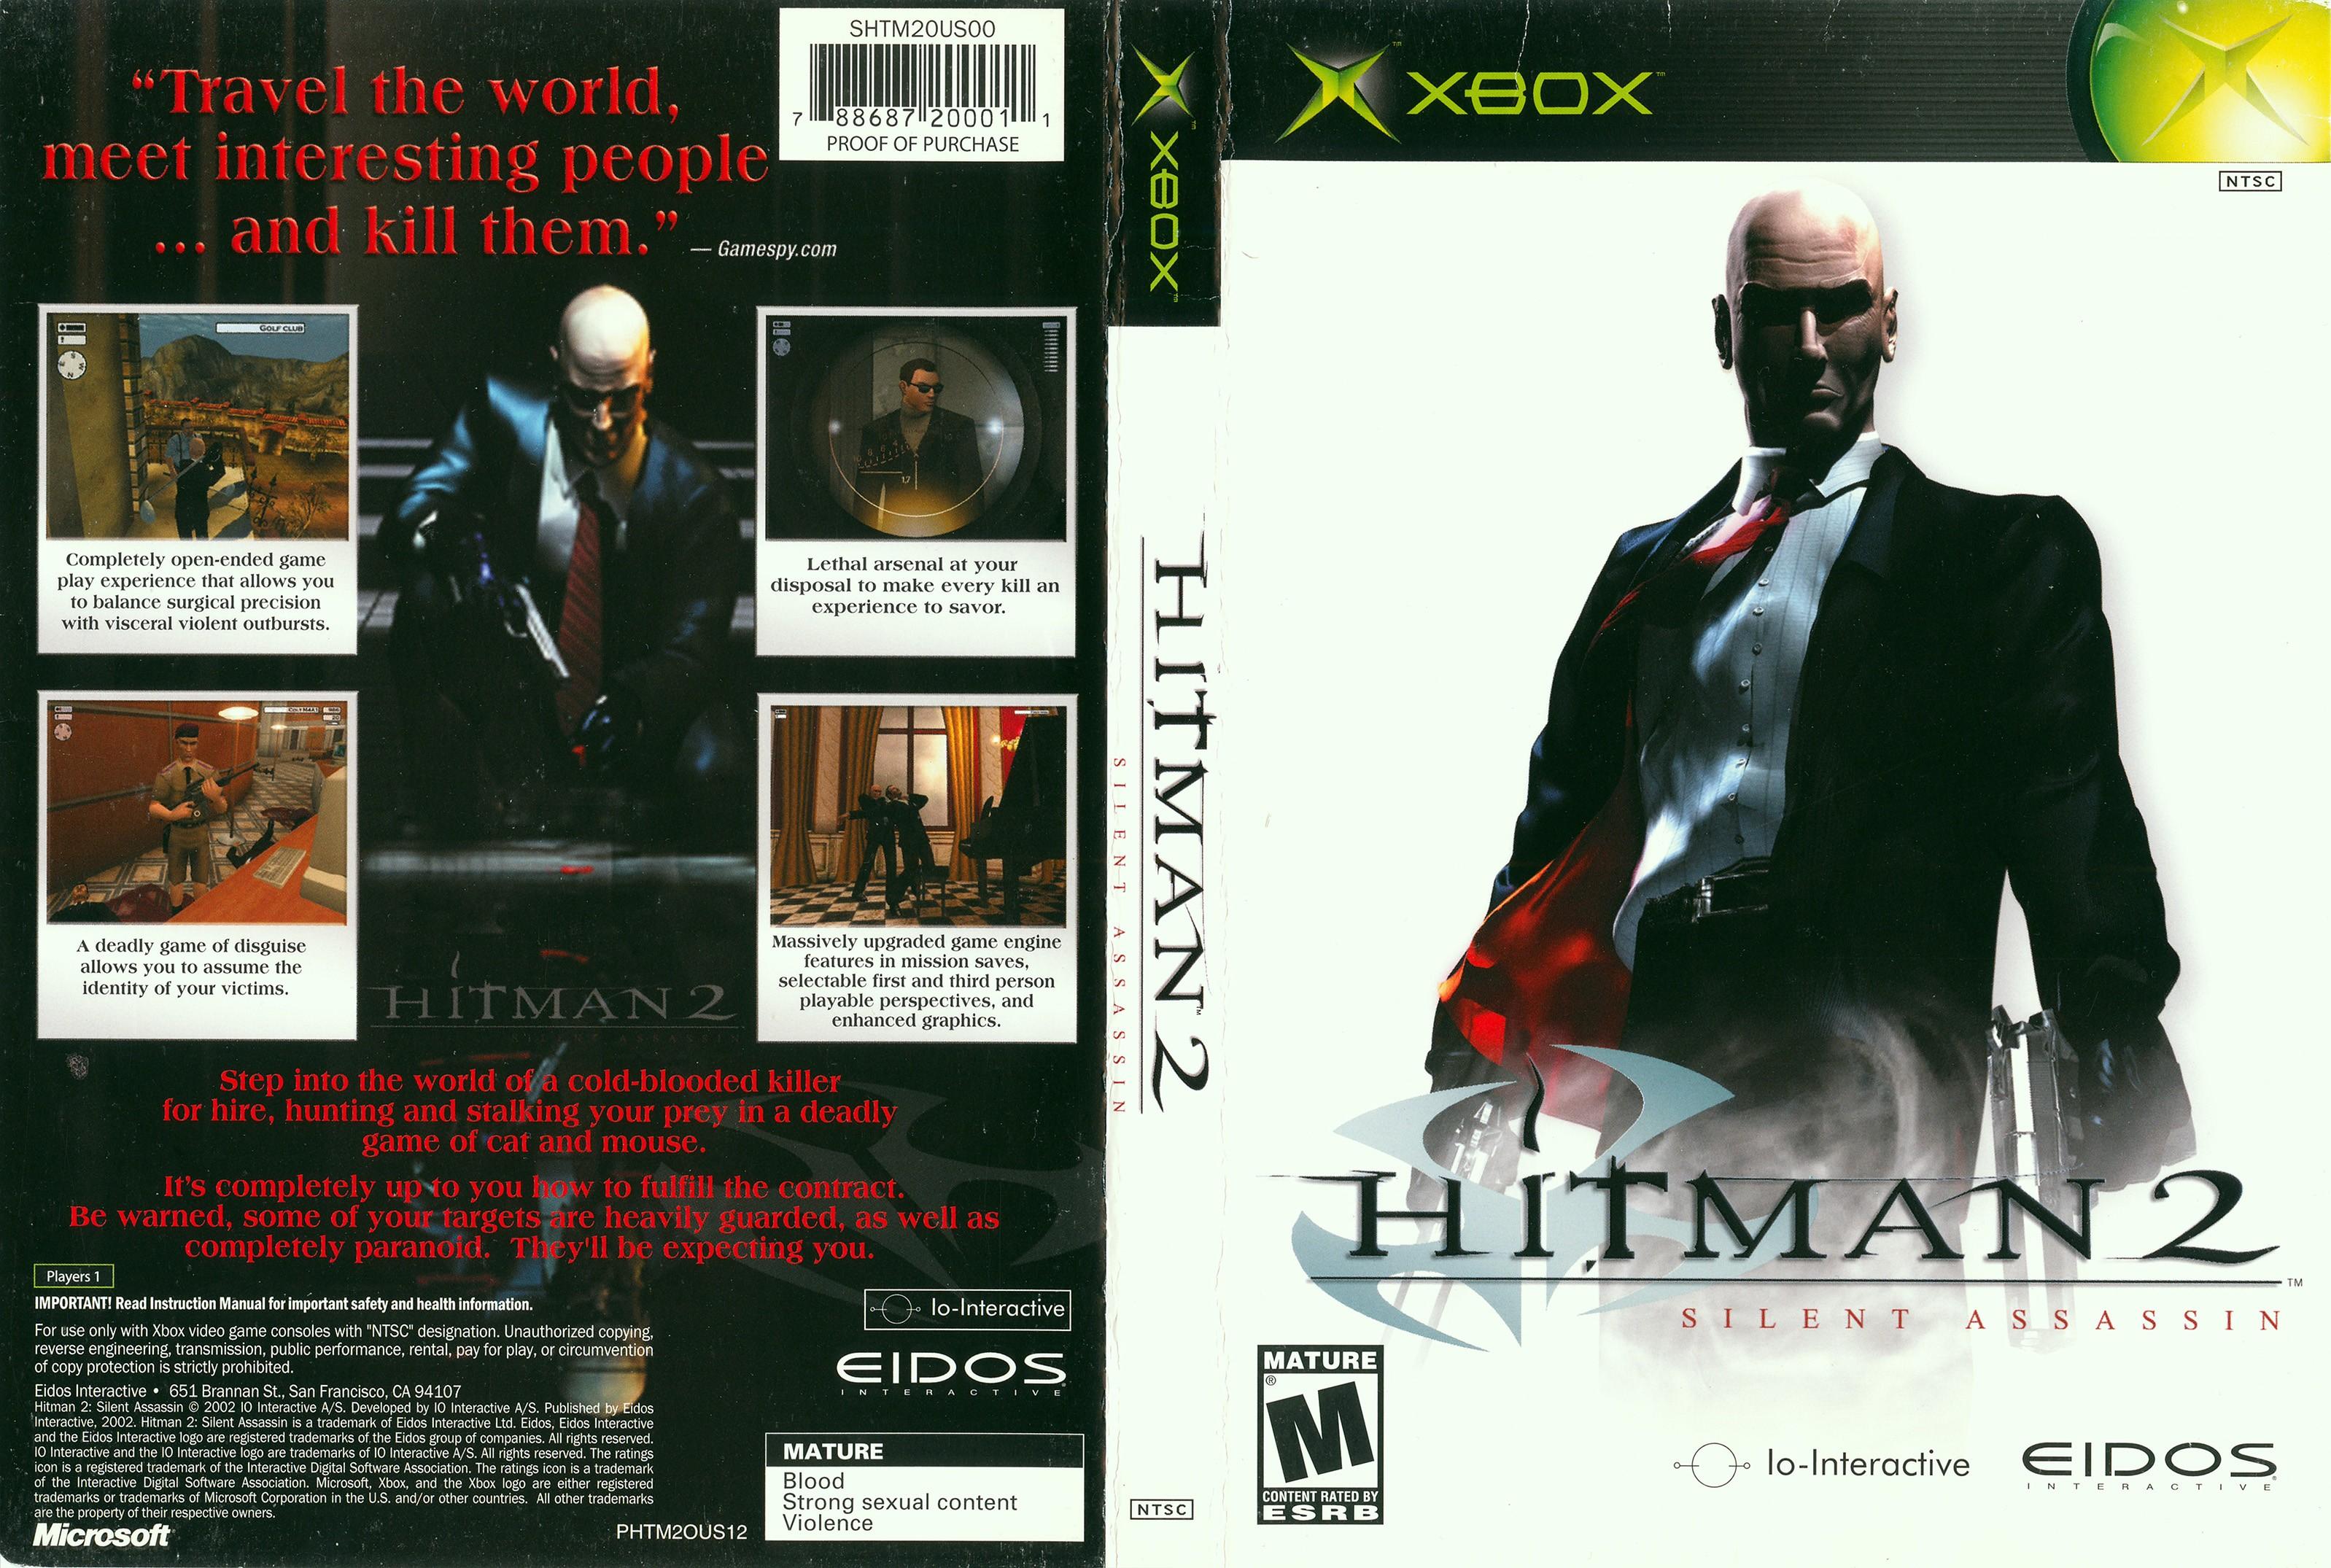 SHTM20US00
7 88687 20001 1
PROOF OF PURCHASE
“Travel the world,
meet interesting people
... and kill them.”
— Gamespy.com
GOLF CLUB
Completely open-ended game
play experience that allows you
to balance surgical precision
with visceral violent outbursts.
Lethal arsenal at your
disposal to make every kill an
experience to savor.
A deadly game of disguise
allows you to assume the
identity of your victims.
Massively upgraded game engine
features in mission saves,
selectable first and third person
playable perspectives, and
enhanced graphics.
HITMAN 2
SILENT ASSASSIN
Step into the world of a cold-blooded killer
for hire, hunting and stalking your prey in a deadly
game of cat and mouse.
It's completely up to you how to fulfill the contract.
Be warned, some of your targets are heavily guarded, as well as
completely paranoid. They'll be expecting you.
Players 1
IMPORTANT! Read Instruction Manual for important safety and health information.
For use only with Xbox video game consoles with "NTSC" designation. Unauthorized copying,
reverse engineering, transmission, public performance, rental, pay for play, or circumvention
of copy protection is strictly prohibited.
Eidos Interactive • 651 Brannan St., San Francisco, CA 94107
Hitman 2: Silent Assassin © 2002 IO Interactive A/S. Developed by IO Interactive A/S. Published by Eidos
Interactive, 2002. Hitman 2: Silent Assassin is a trademark of Eidos Interactive Ltd. Eidos, Eidos Interactive
and the Eidos Interactive logo are registered trademarks of the Eidos group of companies. All rights reserved.
IO Interactive and the IO Interactive logo are trademarks of IO Interactive A/S. All rights reserved. The ratings
icon is a registered trademark of the Interactive Digital Software Association. The ratings icon is a trademark
of the Interactive Digital Software Association. Microsoft, Xbox, and the Xbox logo are either registered
trademarks or trademarks of Microsoft Corporation in the U.S. and/or other countries. All other trademarks
are the property of their respective owners.
Microsoft
PHTM2OUS12
Io-Interactive
EIDOS
INTERACTIVE
MATURE
Blood
Strong sexual content
Violence
XBOX™
HITMAN 2™
SILENT ASSASSIN
NTSC
XBOX™
NTSC
HITMAN 2™
SILENT ASSASSIN
MATURE
M®
CONTENT RATED BY
ESRB
Io-Interactive
EIDOS
INTERACTIVE